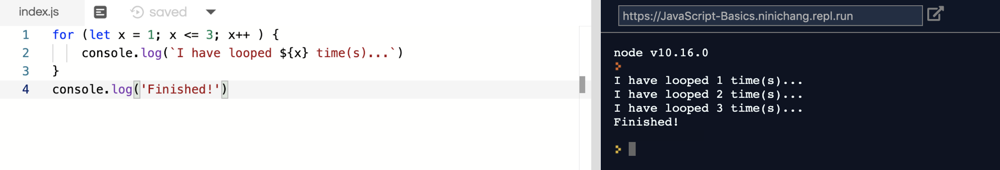 index.js
saved
https://JavaScript-Basics.ninichang.repl.run
1 for (let x = 1; x <= 3; x++ ) {
2 console.log(`I have looped ${x} time(s)...`)
3 }
4 console.log('Finished!')
node v10.16.0
I have looped 1 time(s)...
I have looped 2 time(s)...
I have looped 3 time(s)...
Finished!